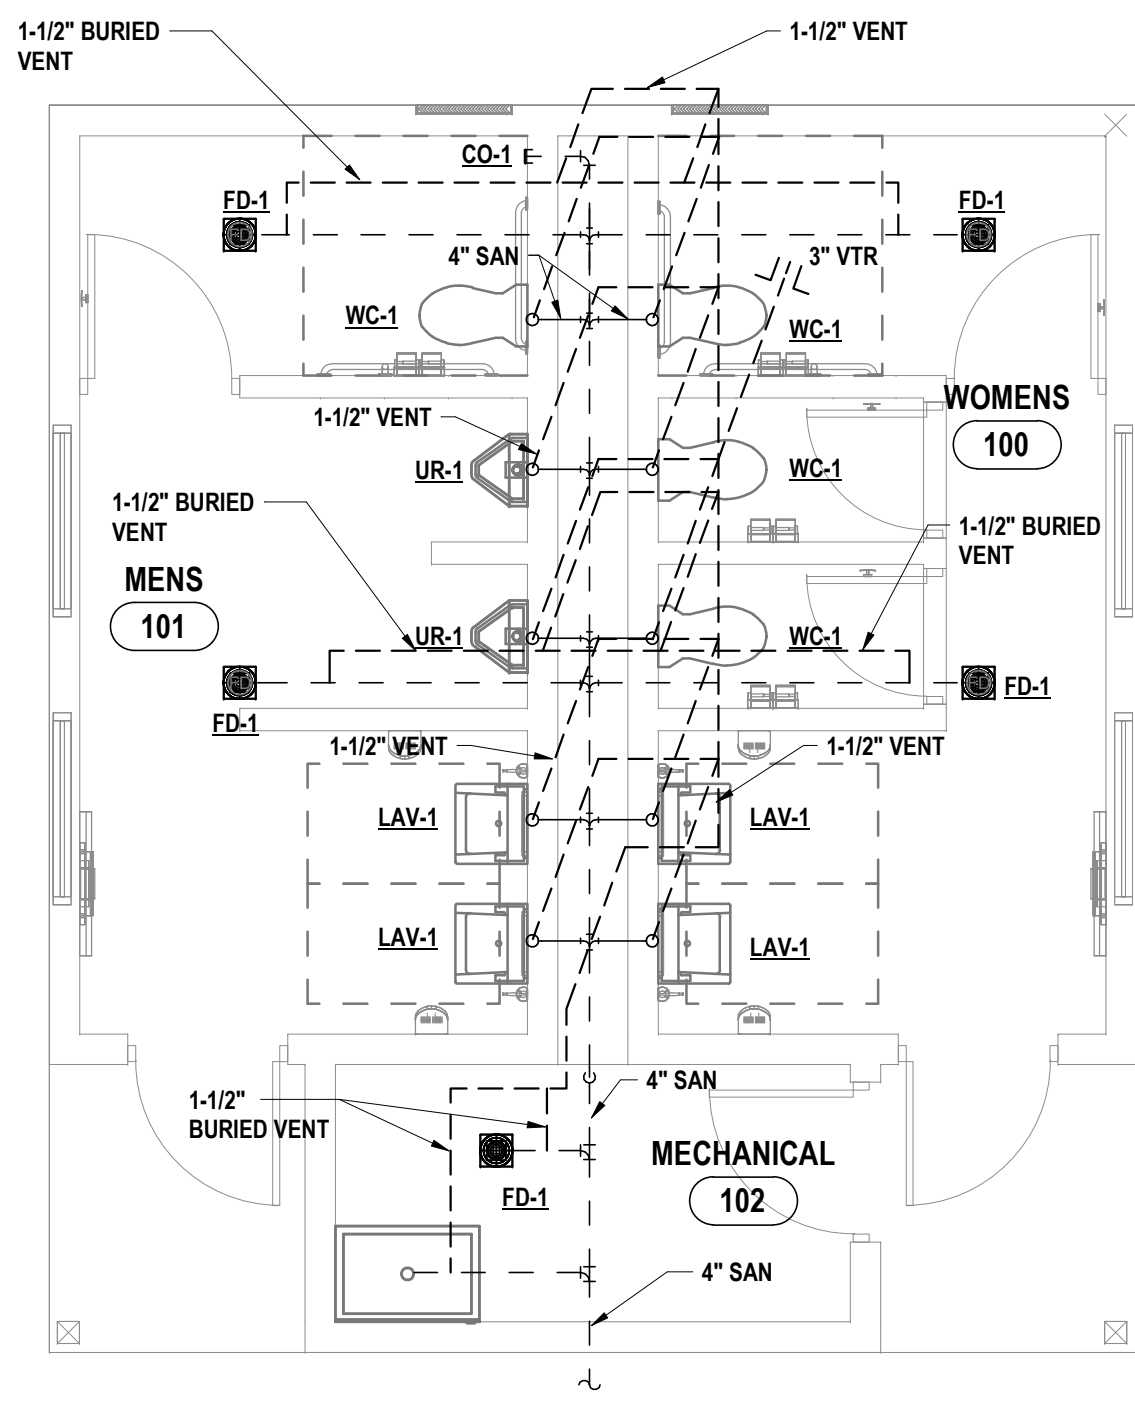 1-1/2" BURIED
VENT
1-1/2" VENT
CO-1
FD-1
FD-1
4" SAN
3" VTR
WC-1
WC-1
WOMENS
100
1-1/2" VENT
UR-1
WC-1
1-1/2" BURIED
VENT
1-1/2" BURIED
VENT
MENS
101
UR-1
WC-1
FD-1
FD-1
1-1/2" VENT
1-1/2" VENT
LAV-1
LAV-1
LAV-1
LAV-1
4" SAN
1-1/2"
BURIED VENT
MECHANICAL
102
FD-1
4" SAN